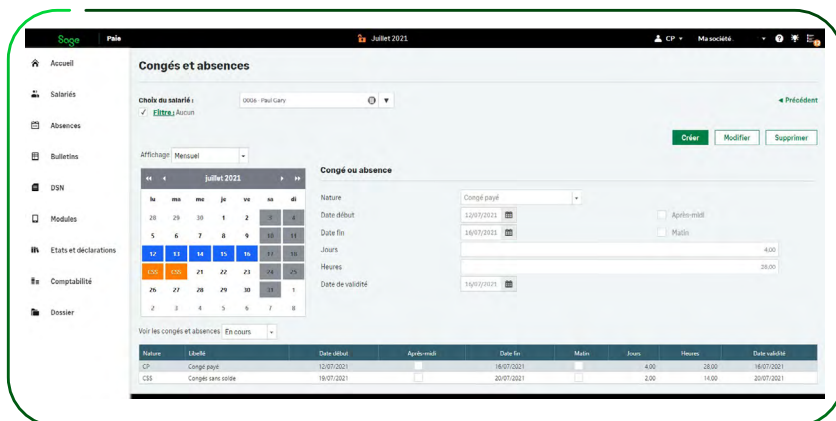 Sage Paie Juillet 2021 CP Ma société
Accueil
Salariés
Absences
Bulletins
DSN
Modules
Etats et déclarations
Comptabilité
Dossier
Congés et absences
Choix du salarié : 0006 - Paul Gary
Filtre : Aucun
Précédent
Créer Modifier Supprimer
Affichage Mensuel
juillet 2021
lu ma me je ve sa di
28 29 30 1 2 3 4
5 6 7 8 9 10 11
12 13 14 15 16 17 18
CSS CSS 21 22 23 24 25
26 27 28 29 30 31 1
2 3 4 5 6 7 8
Congé ou absence
Nature Congé payé
Date début 12/07/2021 Après-midi
Date fin 16/07/2021 Matin
Jours 4,00
Heures 28,00
Date de validité 16/07/2021
Voir les congés et absences En cours
Nature Libellé Date début Après-midi Date fin Matin Jours Heures Date validité
CP Congé payé 12/07/2021 16/07/2021 4,00 28,00 16/07/2021
CSS Congés sans solde 19/07/2021 20/07/2021 2,00 14,00 20/07/2021